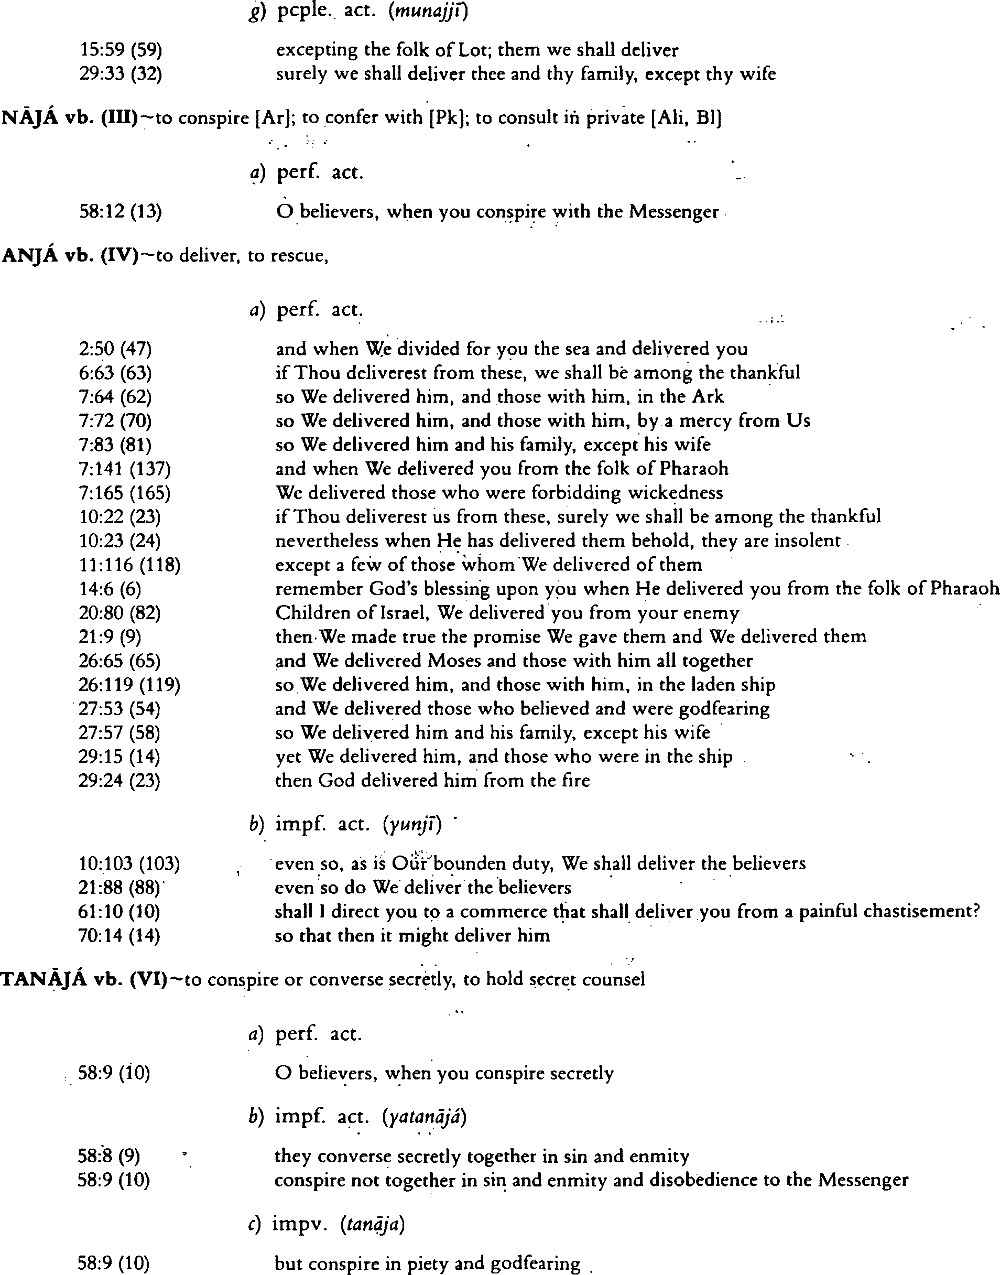 g) pcple. act. (munajjī)
15:59 (59) excepting the folk of Lot; them we shall deliver
29:33 (32) surely we shall deliver thee and thy family, except thy wife
NĀJÁ vb. (III)~to conspire [Ar]; to confer with [Pk]; to consult in private [Ali, Bl]
a) perf. act.
58:12 (13) O believers, when you conspire with the Messenger
ANJÁ vb. (IV)~to deliver, to rescue,
a) perf. act.
2:50 (47) and when We divided for you the sea and delivered you
6:63 (63) if Thou deliverest from these, we shall be among the thankful
7:64 (62) so We delivered him, and those with him, in the Ark
7:72 (70) so We delivered him, and those with him, by a mercy from Us
7:83 (81) so We delivered him and his family, except his wife
7:141 (137) and when We delivered you from the folk of Pharaoh
7:165 (165) We delivered those who were forbidding wickedness
10:22 (23) if Thou deliverest us from these, surely we shall be among the thankful
10:23 (24) nevertheless when He has delivered them behold, they are insolent
11:116 (118) except a few of those whom We delivered of them
14:6 (6) remember God's blessing upon you when He delivered you from the folk of Pharaoh
20:80 (82) Children of Israel, We delivered you from your enemy
21:9 (9) then We made true the promise We gave them and We delivered them
26:65 (65) and We delivered Moses and those with him all together
26:119 (119) so We delivered him, and those with him, in the laden ship
27:53 (54) and We delivered those who believed and were godfearing
27:57 (58) so We delivered him and his family, except his wife
29:15 (14) yet We delivered him, and those who were in the ship
29:24 (23) then God delivered him from the fire
b) impf. act. (yunjī)
10:103 (103) even so, as is Our bounden duty, We shall deliver the believers
21:88 (88) even so do We deliver the believers
61:10 (10) shall I direct you to a commerce that shall deliver you from a painful chastisement?
70:14 (14) so that then it might deliver him
TANĀJÁ vb. (VI)~to conspire or converse secretly, to hold secret counsel
a) perf. act.
58:9 (10) O believers, when you conspire secretly
b) impf. act. (yatanājá)
58:8 (9) they converse secretly together in sin and enmity
58:9 (10) conspire not together in sin and enmity and disobedience to the Messenger
c) impv. (tanāja)
58:9 (10) but conspire in piety and godfearing